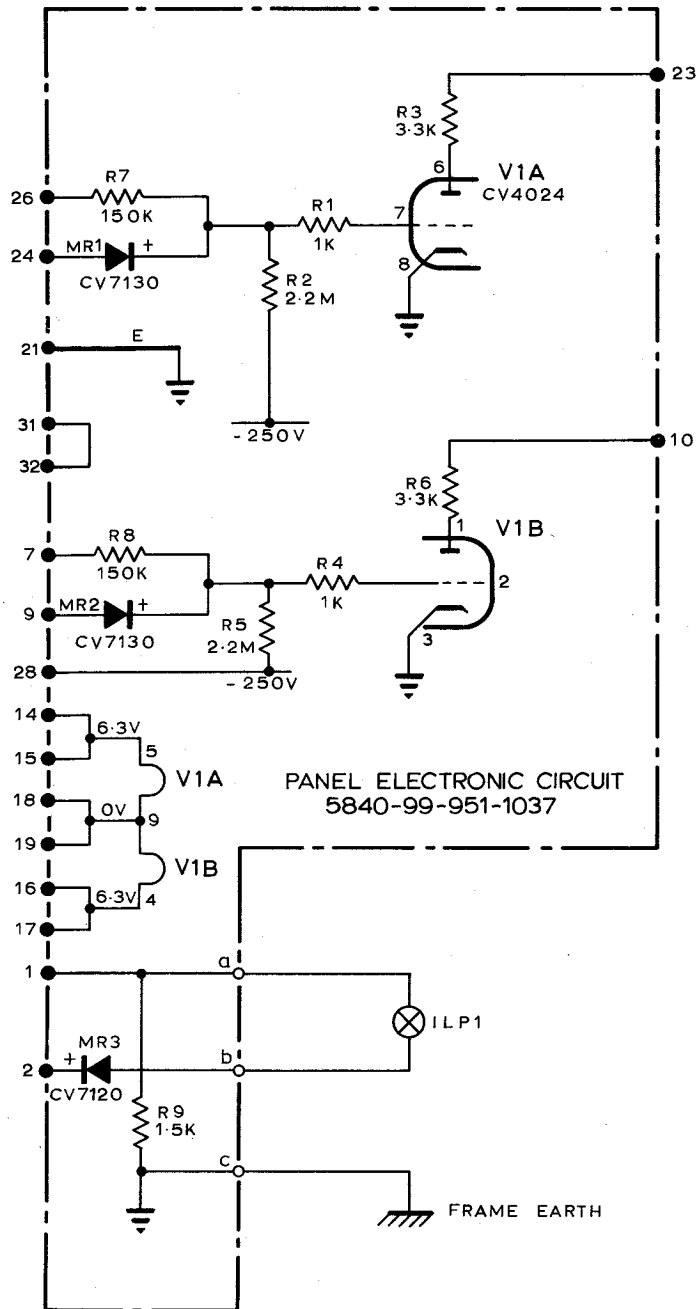 23
R3
3.3K
6
V1A
CV4024
R7
26
150K
R1
7
1K
24
MR1
+
CV7130
8
R2
2·2M
21
E
31
-250V
32
10
R6
3.3K
1
V1B
R8
7
150K
R4
2
1K
9
MR2
+
CV7130
R5
2·2M
3
28
-250V
14
6.3V
5
15
V1A
PANEL ELECTRONIC CIRCUIT
5840-99-951-1037
18
0V
9
19
V1B
16
6.3V
4
17
1
a
ILP1
MR3
2
+
b
CV7120
R9
1·5K
c
FRAME EARTH